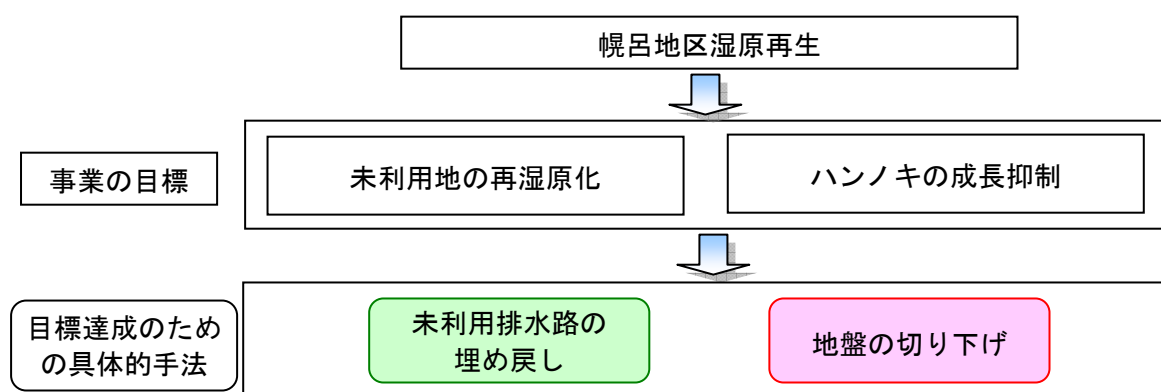 幌呂地区湿原再生
事業の目標
未利用地の再湿原化
ハンノキの成長抑制
目標達成のため
の具体的手法
未利用排水路の
埋め戻し
地盤の切り下げ